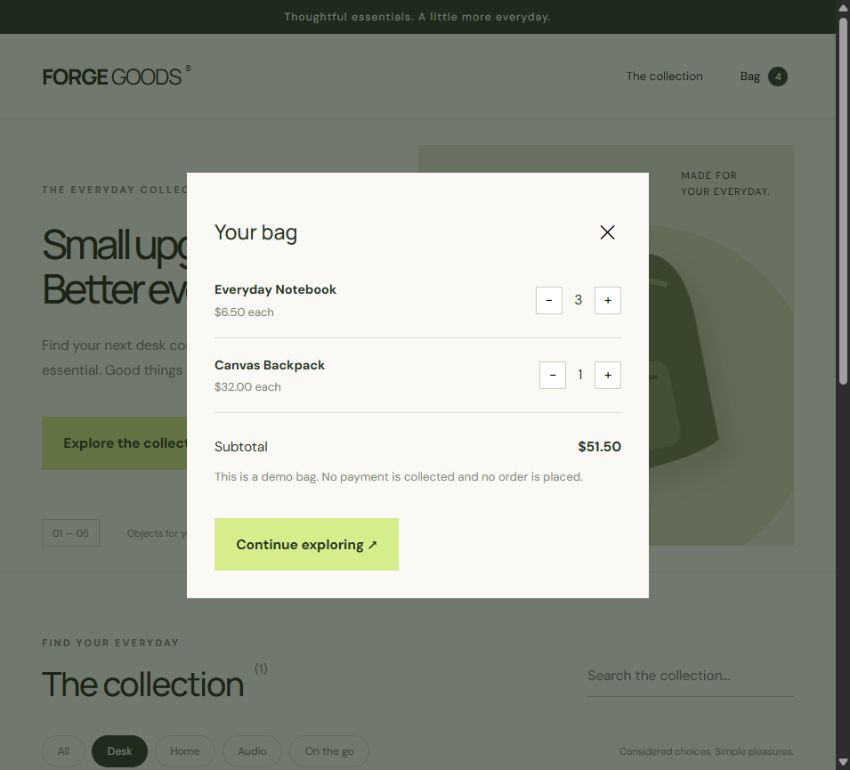 Thoughtful essentials. A little more everyday.
FORGE GOODS ®
The collection
Bag 4
MADE FOR
YOUR EVERYDAY.
THE EVERYDAY COLLEC
Small upg
Better eve
Find your next desk co
essential. Good things
Explore the collect
01 — 05
Objects for y
Your bag
Everyday Notebook
$6.50 each
− 3 +
Canvas Backpack
$32.00 each
− 1 +
Subtotal $51.50
This is a demo bag. No payment is collected and no order is placed.
Continue exploring ↗
FIND YOUR EVERYDAY
The collection (1)
Search the collection...
All Desk Home Audio On the go
Considered choices. Simple pleasures.